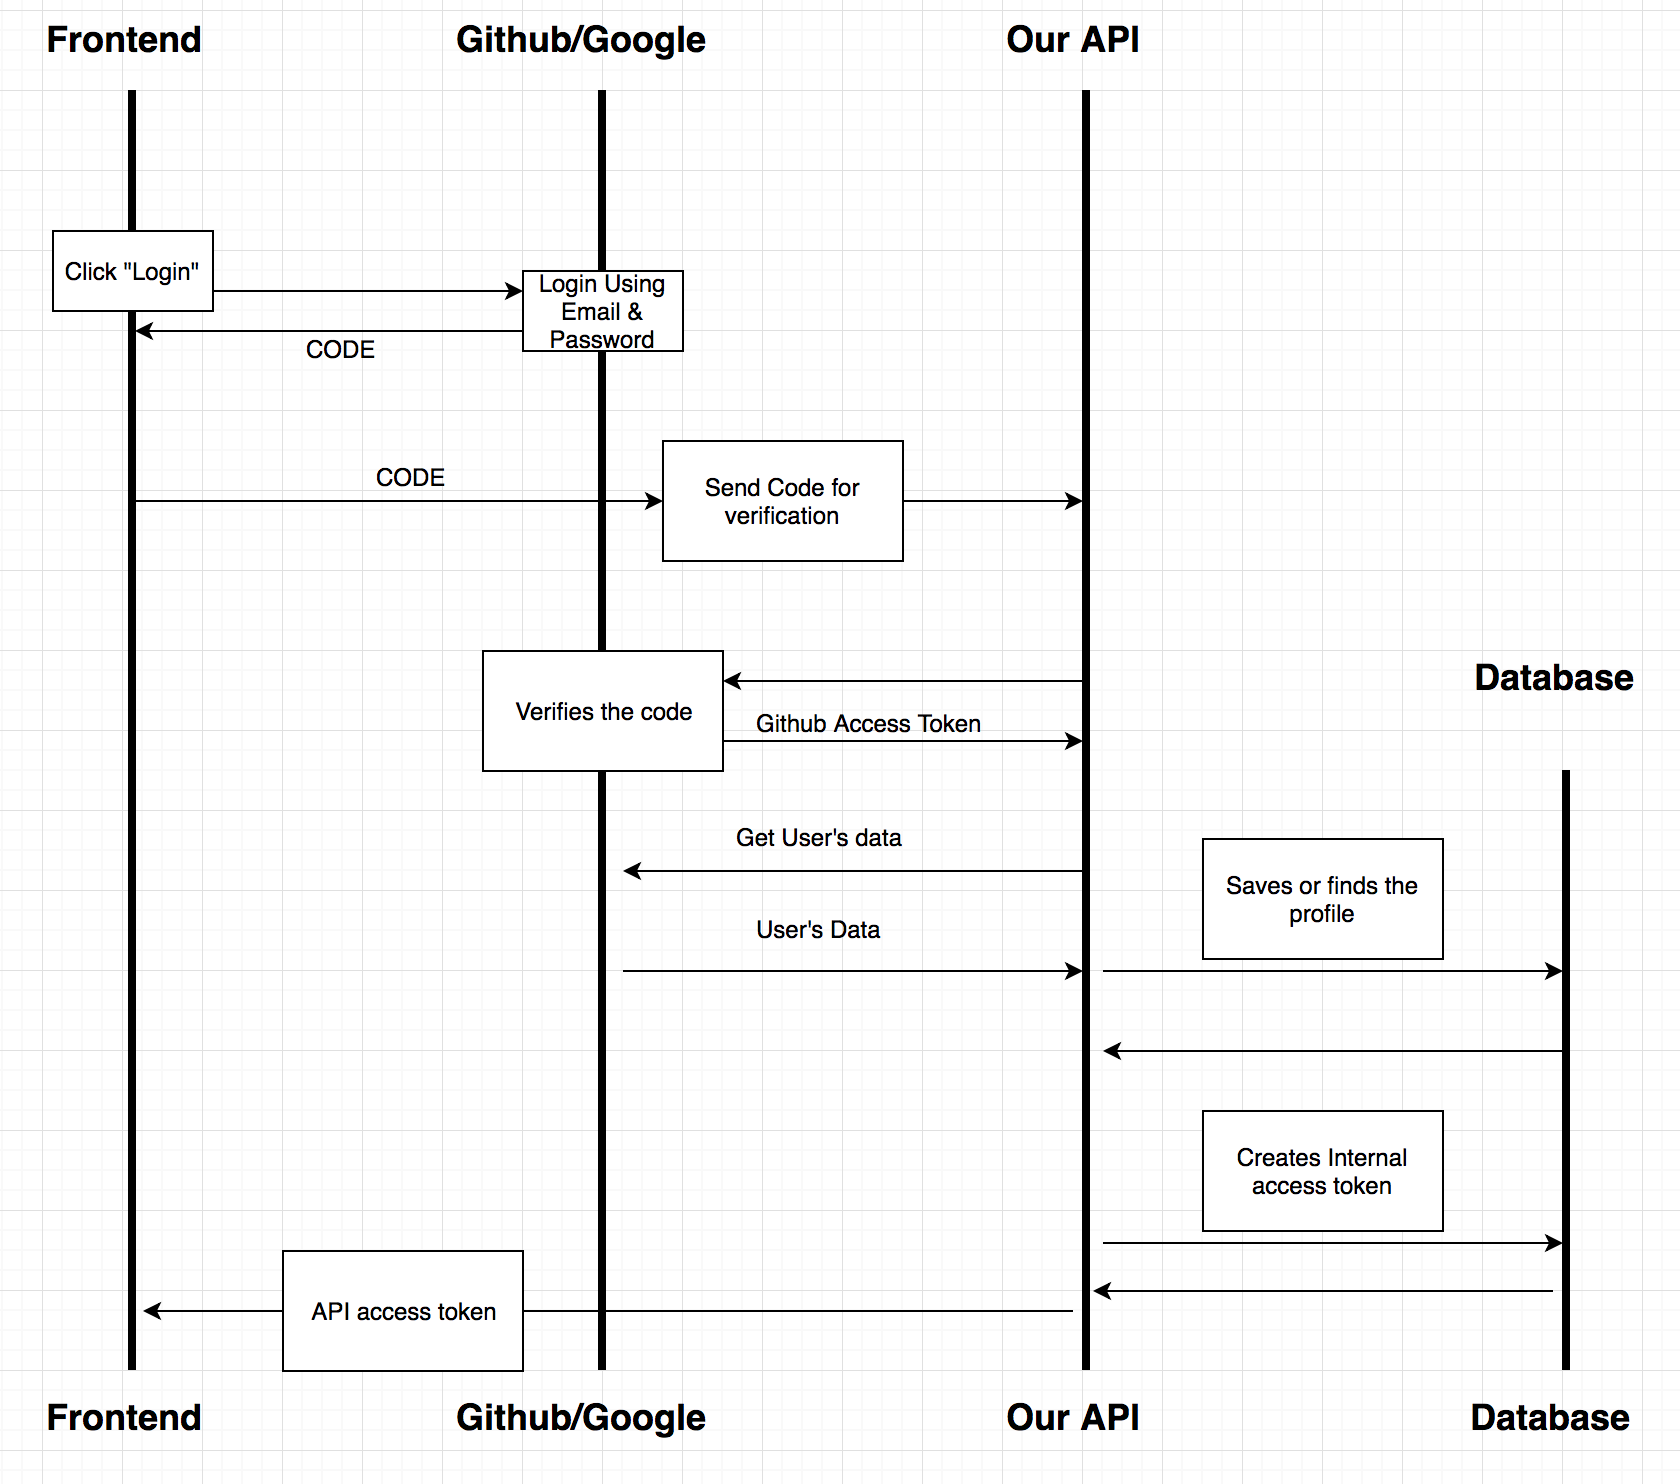 Frontend
Github/Google
Our API
Click "Login"
Login Using
Email &
Password
CODE
CODE
Send Code for
verification
Database
Verifies the code
Github Access Token
Get User's data
Saves or finds the
profile
User's Data
Creates Internal
access token
API access token
Frontend
Github/Google
Our API
Database